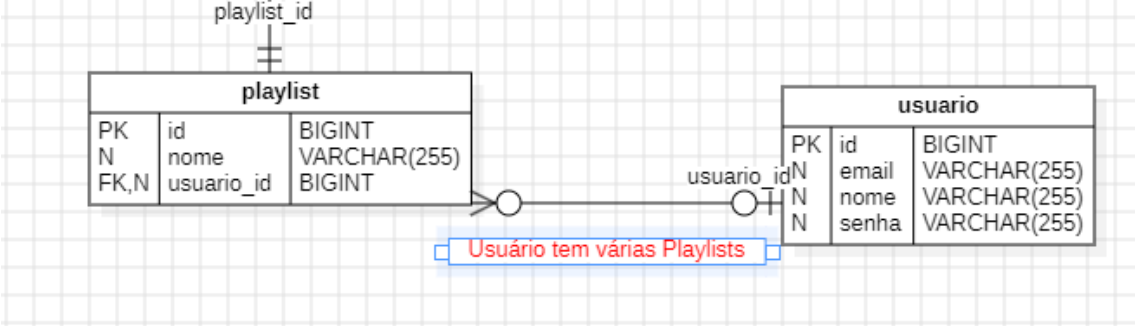 playlist_id
playlist
PK id BIGINT
N nome VARCHAR(255)
FK,N usuario_id BIGINT
usuario
PK id BIGINT
N email VARCHAR(255)
N nome VARCHAR(255)
N senha VARCHAR(255)
usuario_id
Usuário tem várias Playlists